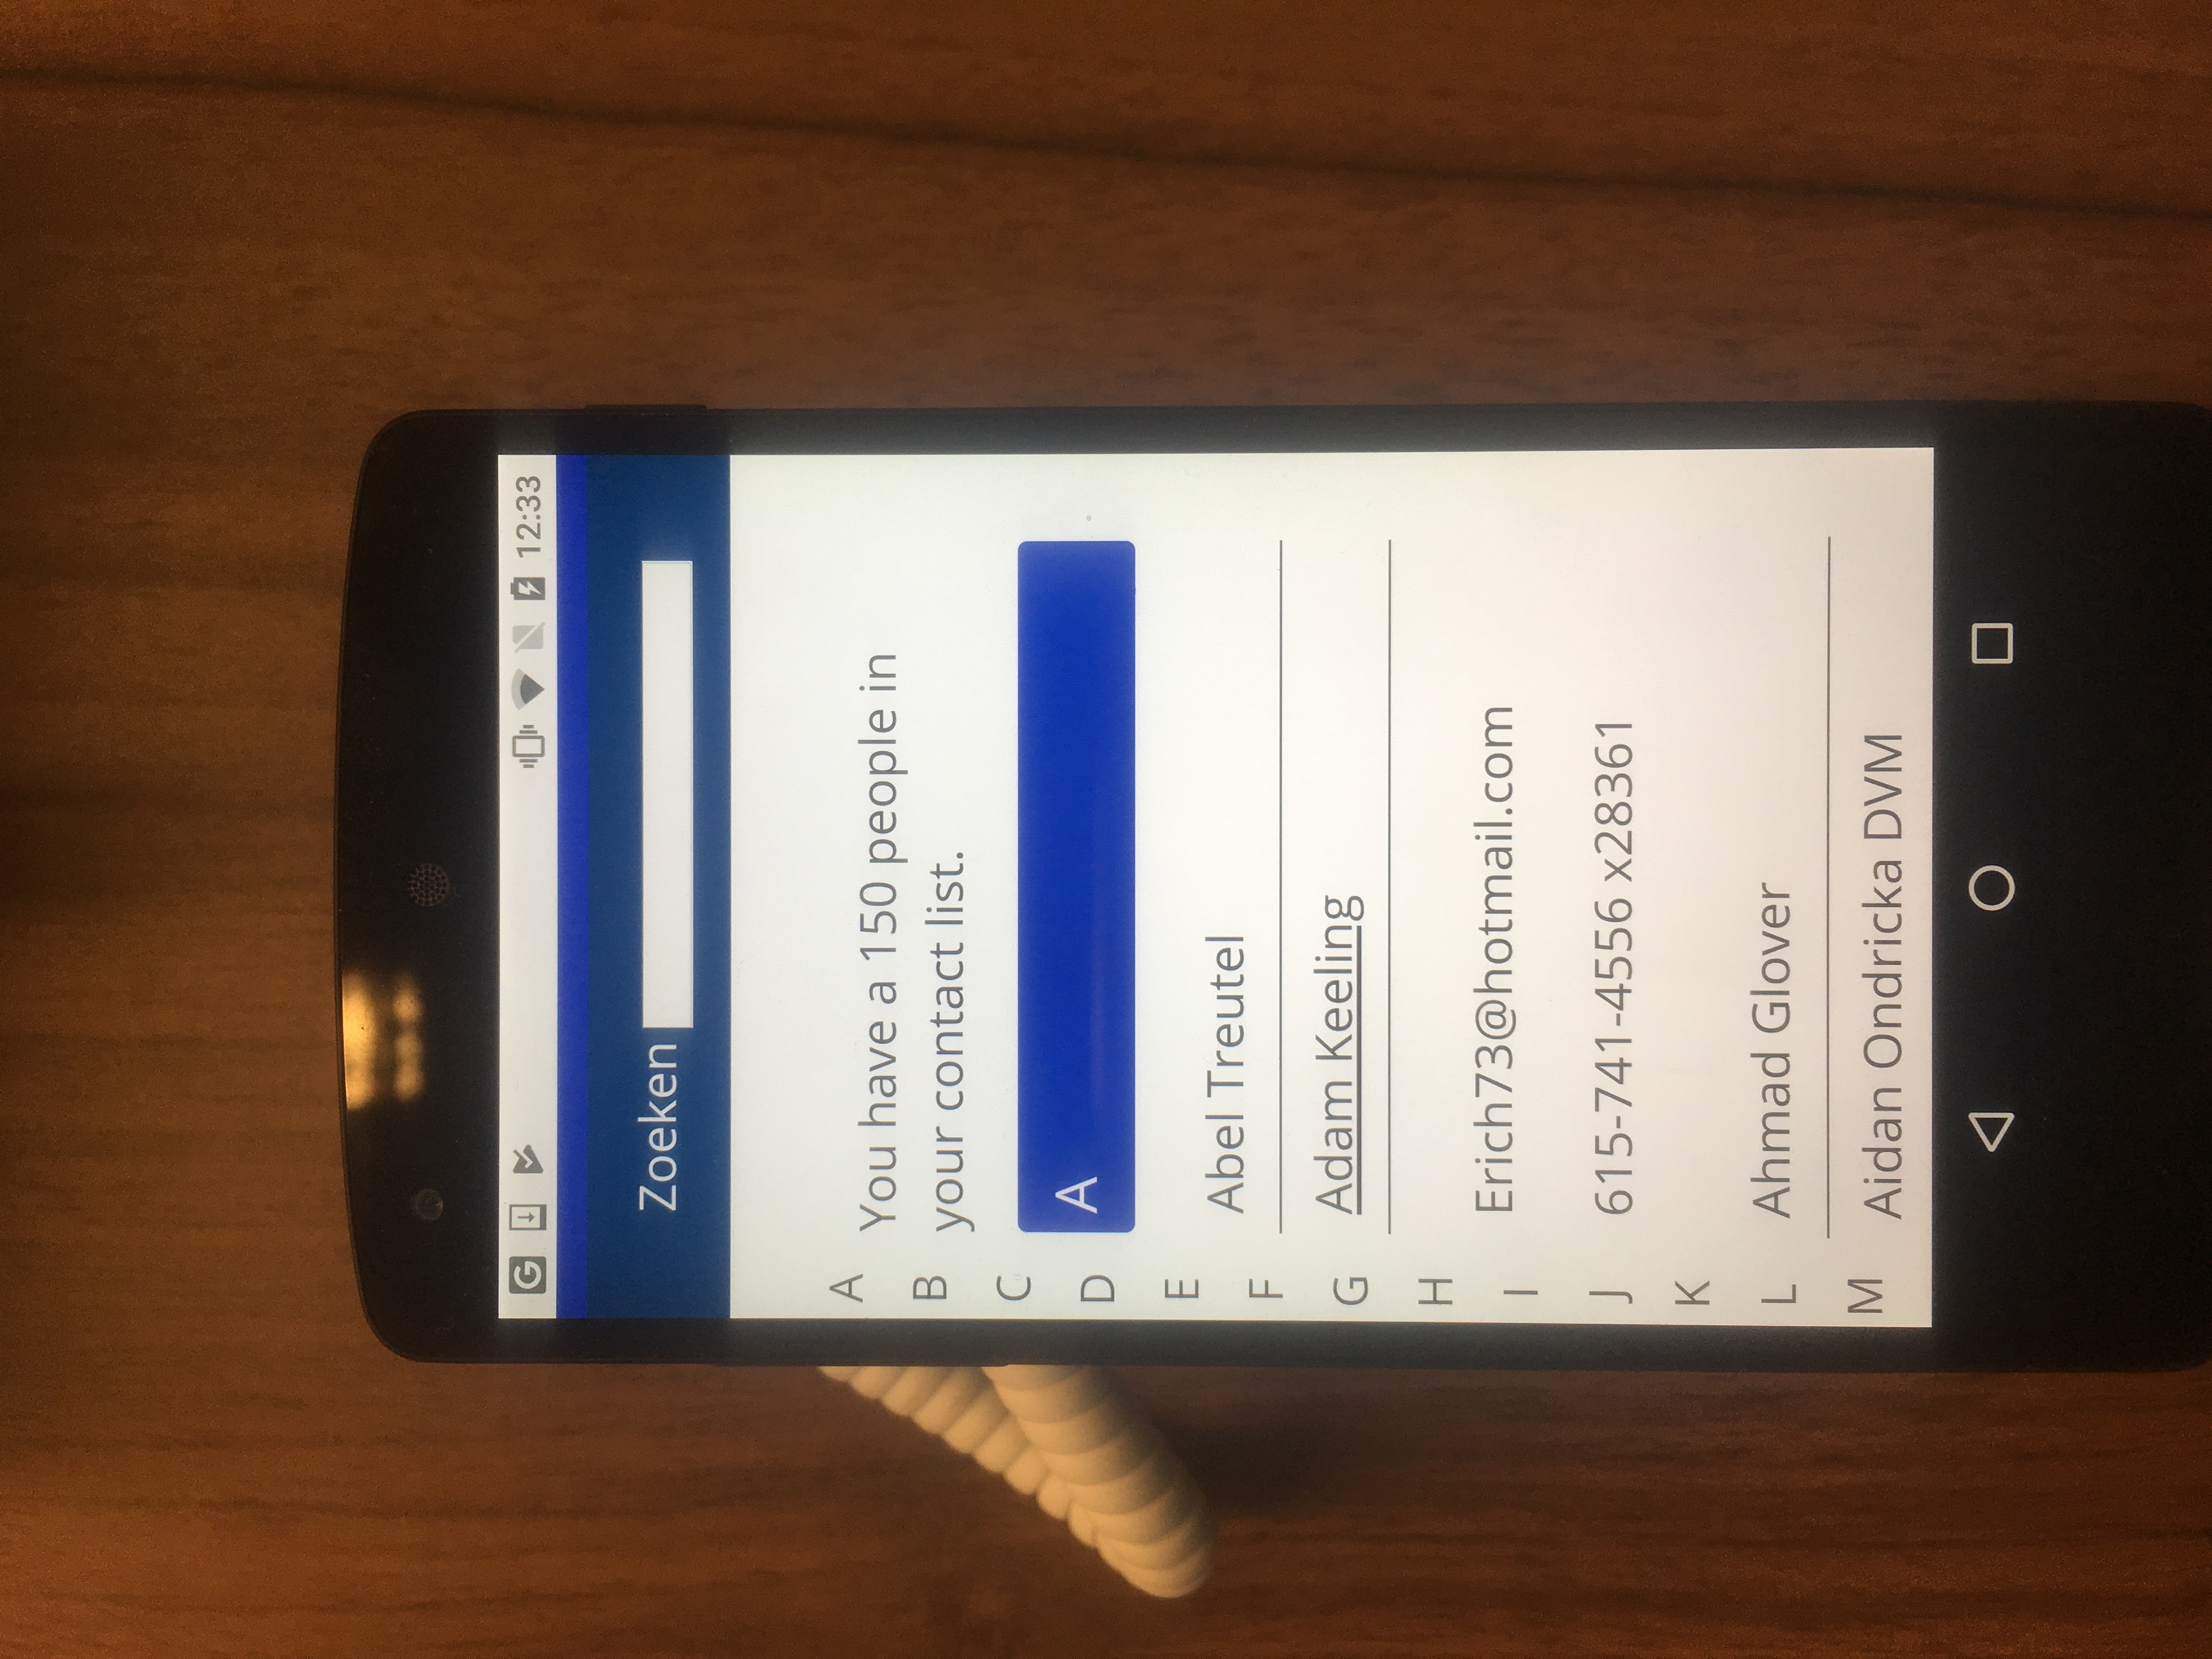 G
12:33
Zoeken
You have a 150 people in
your contact list.
A
B
C
D
E
F
G
H
I
J
K
L
M
A
Abel Treutel
Adam Keeling
Erich73@hotmail.com
615-741-4556 x28361
Ahmad Glover
Aidan Ondricka DVM